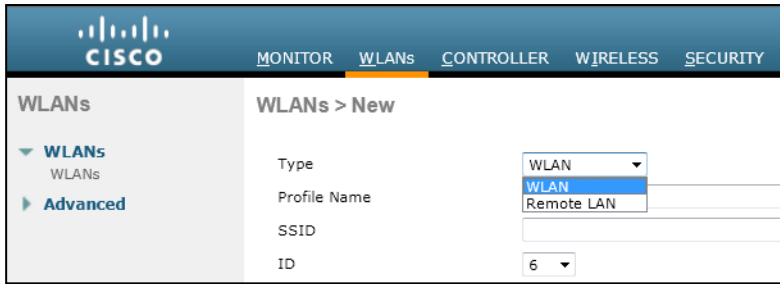 CISCO
MONITOR WLANs CONTROLLER WIRELESS SECURITY
WLANs
WLANs
WLANs
Advanced
WLANs > New
Type WLAN
WLAN
Remote LAN
Profile Name
SSID
ID 6